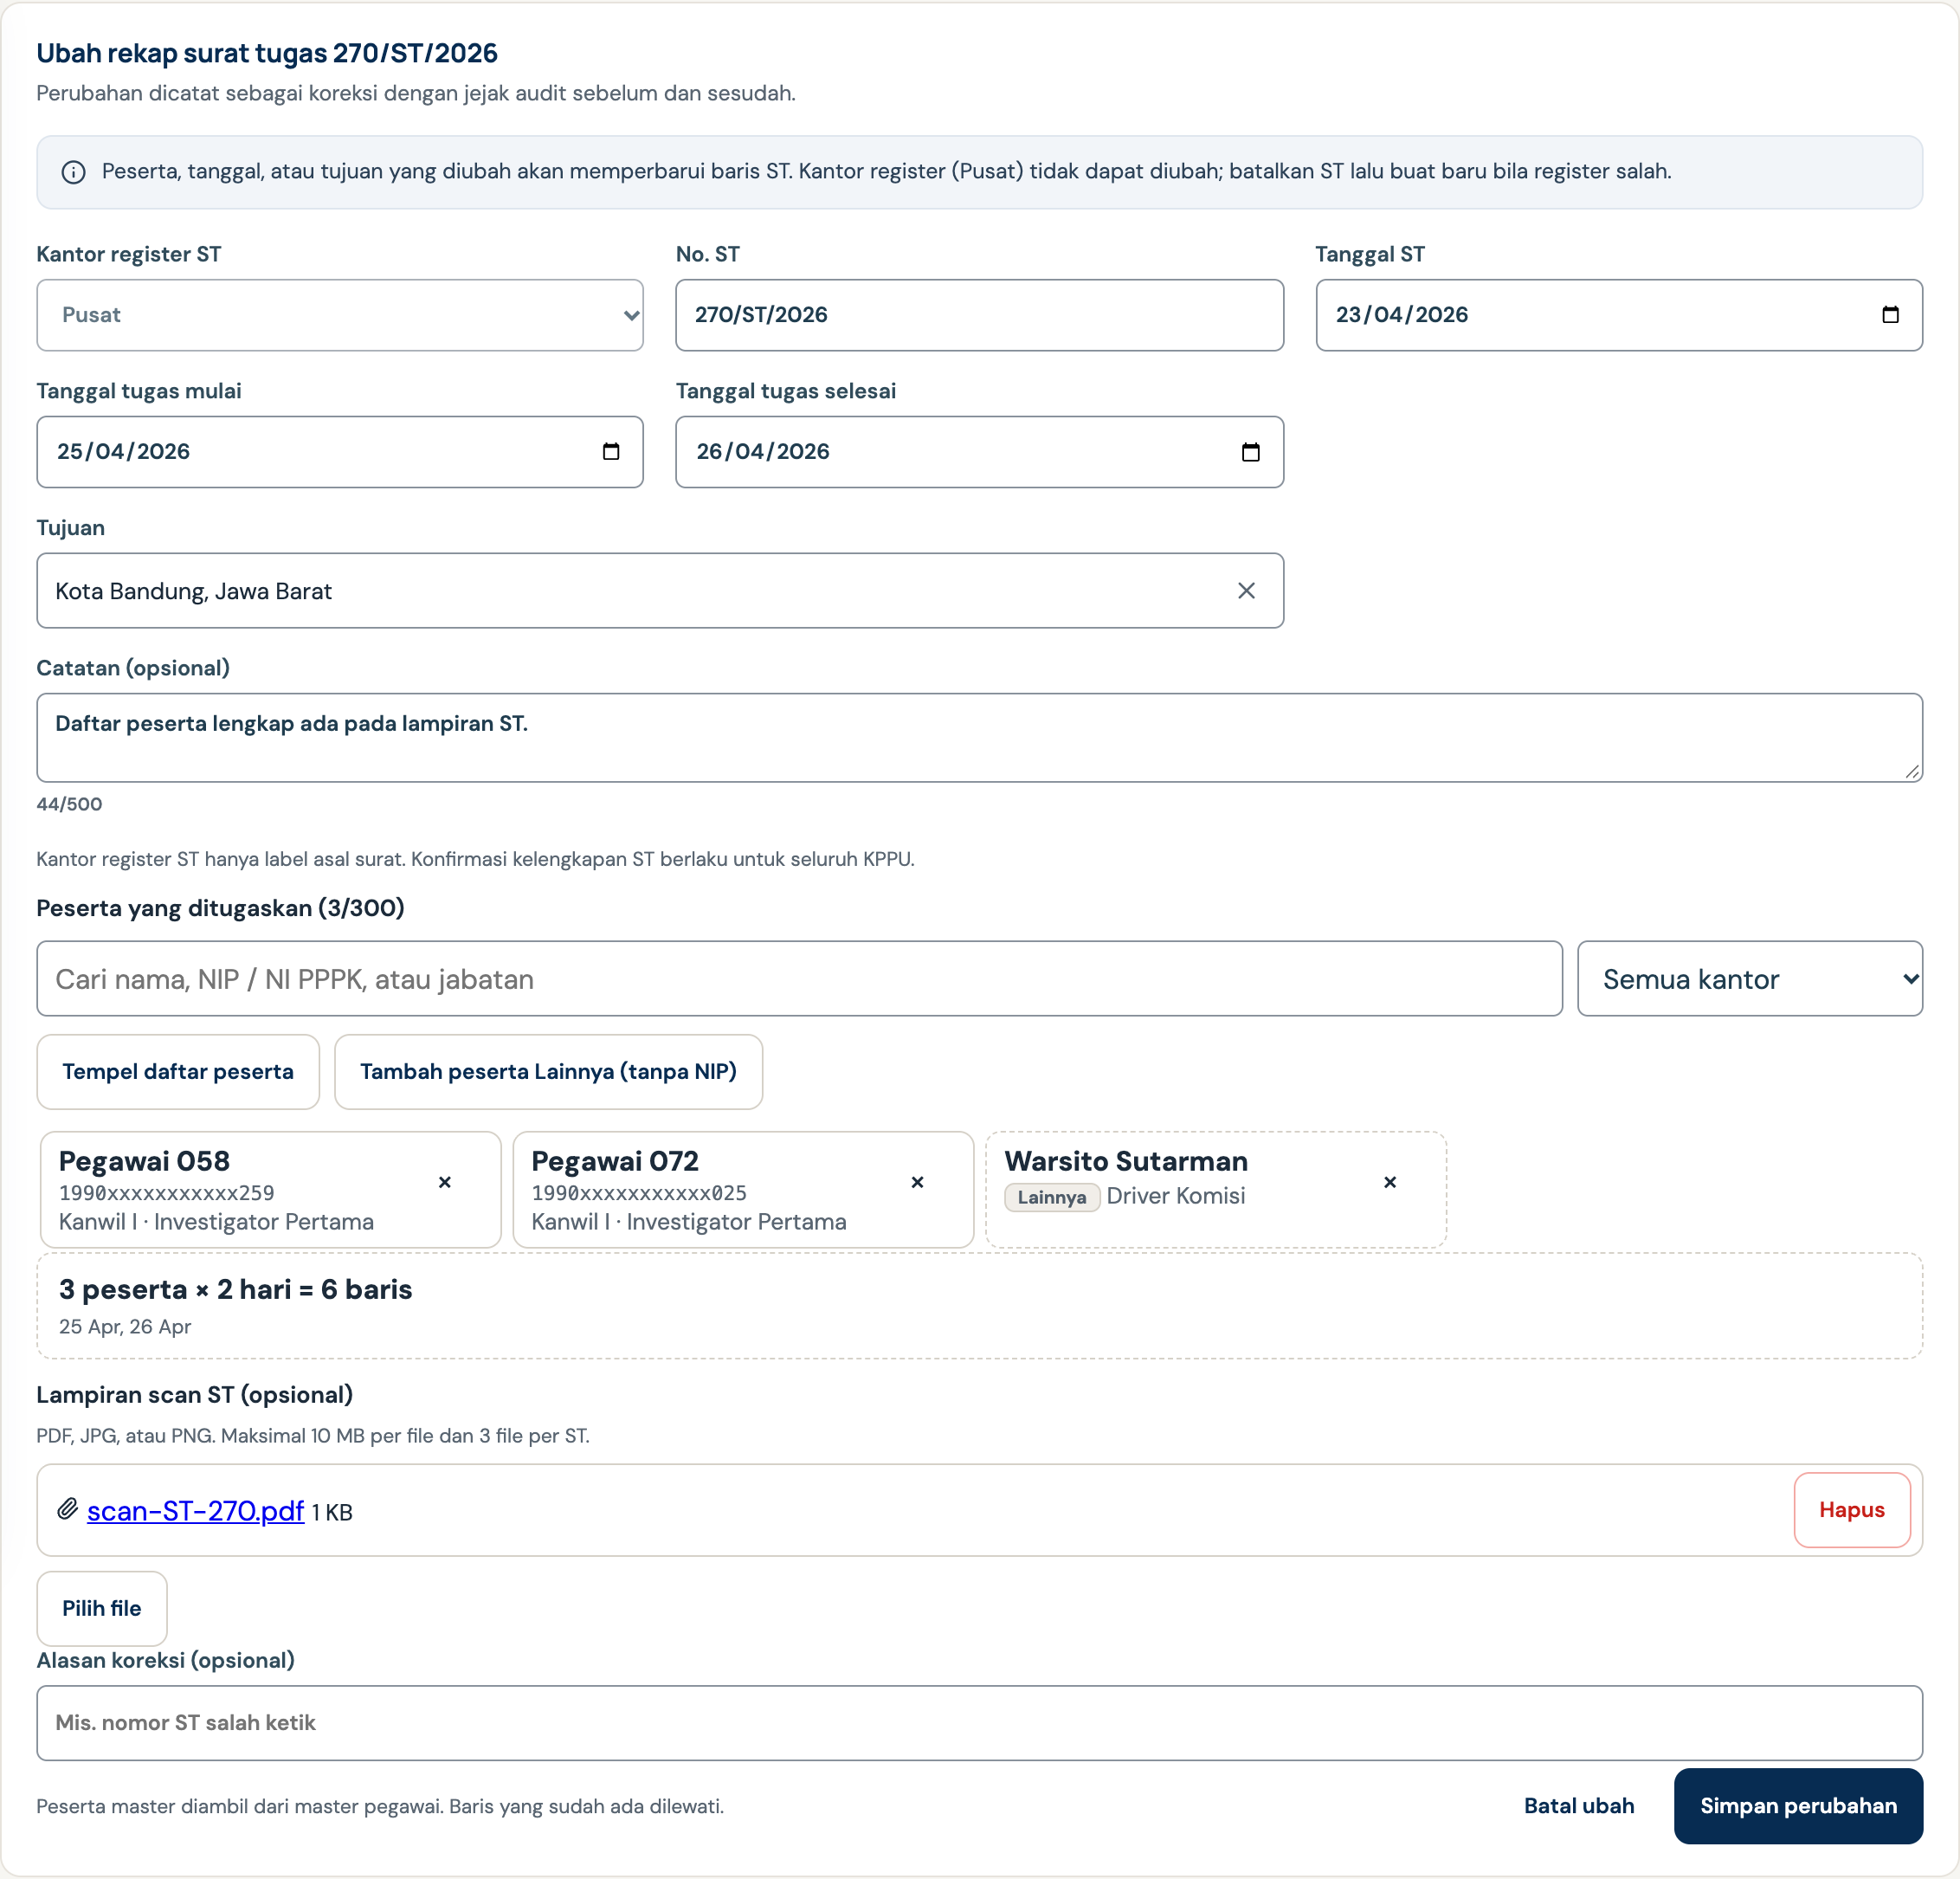 Ubah rekap surat tugas 270/ST/2026
Perubahan dicatat sebagai koreksi dengan jejak audit sebelum dan sesudah.
Peserta, tanggal, atau tujuan yang diubah akan memperbarui baris ST. Kantor register (Pusat) tidak dapat diubah; batalkan ST lalu buat baru bila register salah.
Kantor register ST
Pusat
No. ST
270/ST/2026
Tanggal ST
23/04/2026
Tanggal tugas mulai
25/04/2026
Tanggal tugas selesai
26/04/2026
Tujuan
Kota Bandung, Jawa Barat
Catatan (opsional)
Daftar peserta lengkap ada pada lampiran ST.
44/500
Kantor register ST hanya label asal surat. Konfirmasi kelengkapan ST berlaku untuk seluruh KPPU.
Peserta yang ditugaskan (3/300)
Cari nama, NIP / NI PPPK, atau jabatan
Semua kantor
Tempel daftar peserta
Tambah peserta Lainnya (tanpa NIP)
Pegawai 058
1990xxxxxxxxxxx259
Kanwil I · Investigator Pertama
Pegawai 072
1990xxxxxxxxxxx025
Kanwil I · Investigator Pertama
Warsito Sutarman
Lainnya Driver Komisi
3 peserta × 2 hari = 6 baris
25 Apr, 26 Apr
Lampiran scan ST (opsional)
PDF, JPG, atau PNG. Maksimal 10 MB per file dan 3 file per ST.
scan-ST-270.pdf 1 KB
Hapus
Pilih file
Alasan koreksi (opsional)
Mis. nomor ST salah ketik
Peserta master diambil dari master pegawai. Baris yang sudah ada dilewati.
Batal ubah
Simpan perubahan